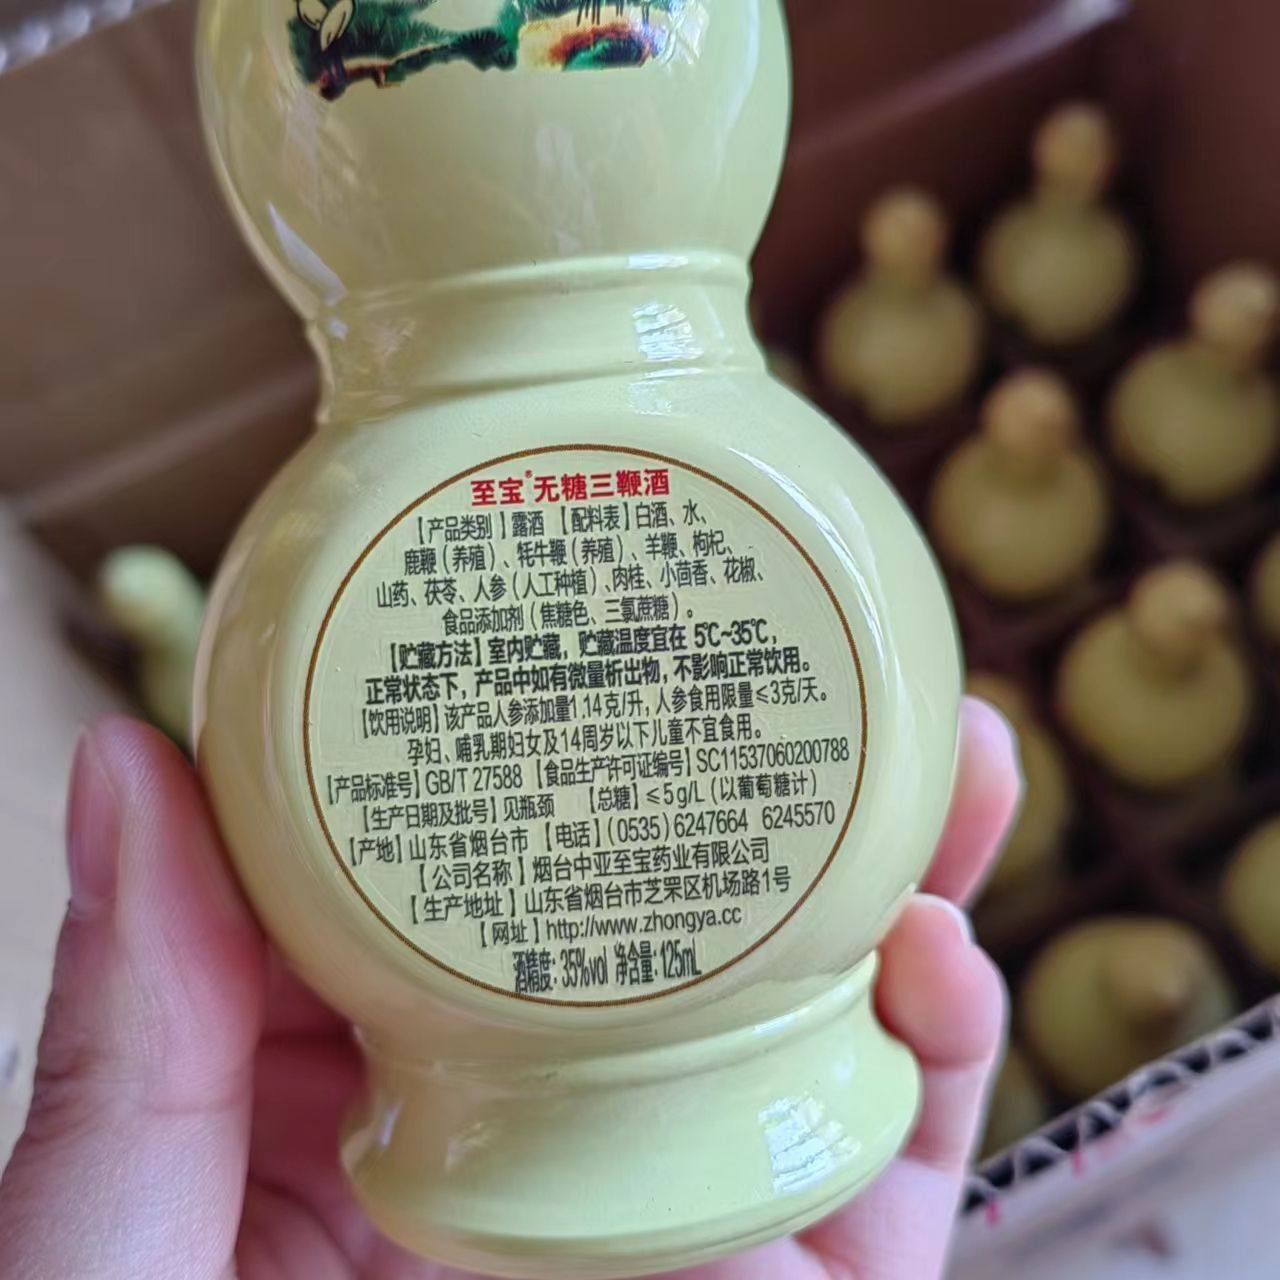 至宝®无糖三鞭酒
【产品类别】露酒 【配料表】白酒、水、
鹿鞭（养殖）、牦牛鞭（养殖）、羊鞭、枸杞、
山药、茯苓、人参（人工种植）、肉桂、小茴香、花椒、
食品添加剂（焦糖色、三氯蔗糖）。
【贮藏方法】室内贮藏，贮藏温度宜在 5℃~35℃，
正常状态下，产品中如有微量析出物，不影响正常饮用。
【饮用说明】该产品人参添加量1.14克/升，人参食用限量≤3克/天。
孕妇、哺乳期妇女及14周岁以下儿童不宜食用。
【产品标准号】GB/T 27588 【食品生产许可证编号】SC11537060200788
【生产日期及批号】见瓶颈 【总糖】≤5g/L（以葡萄糖计）
【产地】山东省烟台市 【电话】(0535)6247664 6245570
【公司名称】烟台中亚至宝药业有限公司
【生产地址】山东省烟台市芝罘区机场路1号
【网址】http://www.zhongya.cc
酒精度：35%vol 净含量：125mL